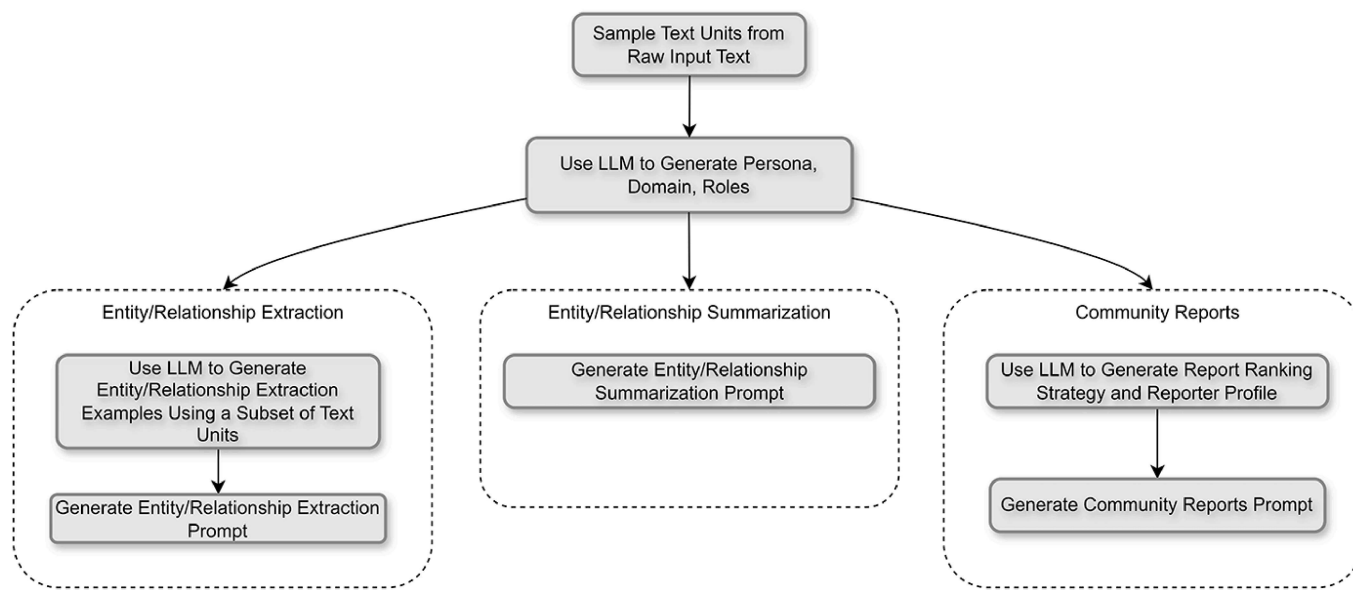 Sample Text Units from
Raw Input Text
Use LLM to Generate Persona,
Domain, Roles
Entity/Relationship Extraction
Use LLM to Generate
Entity/Relationship Extraction
Examples Using a Subset of Text
Units
Generate Entity/Relationship Extraction
Prompt
Entity/Relationship Summarization
Generate Entity/Relationship
Summarization Prompt
Community Reports
Use LLM to Generate Report Ranking
Strategy and Reporter Profile
Generate Community Reports Prompt